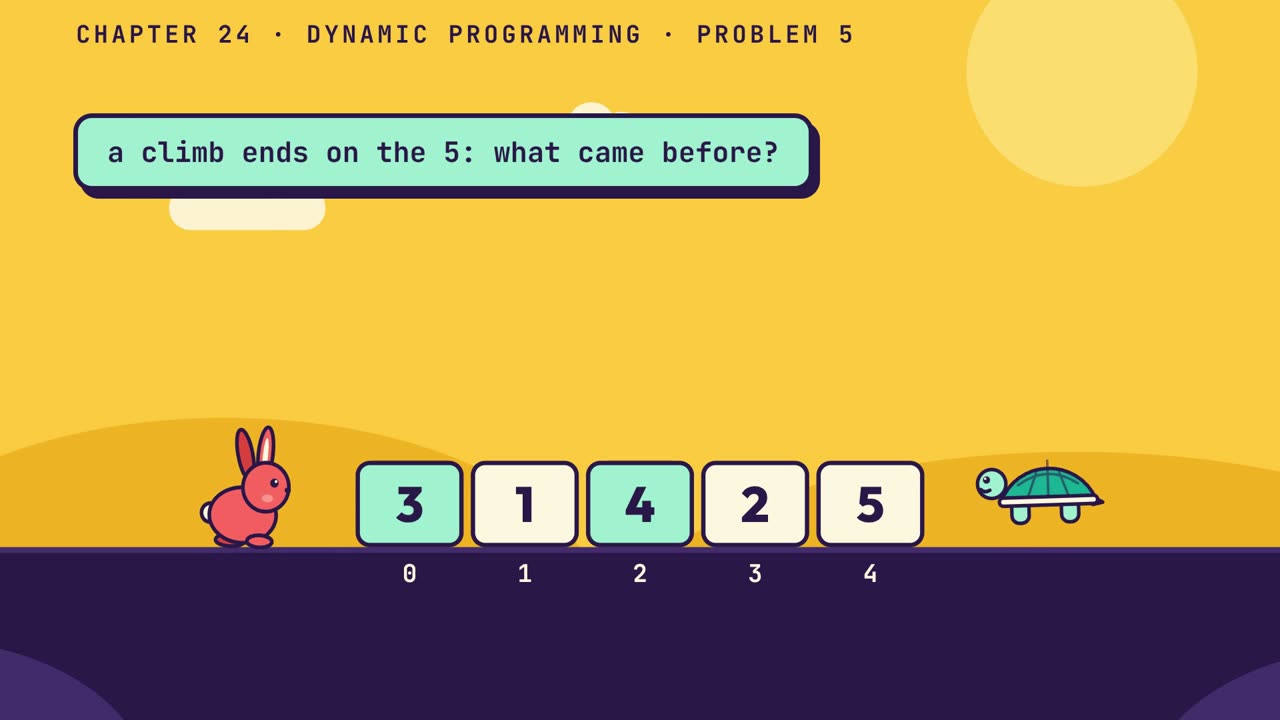 CHAPTER 24 · DYNAMIC PROGRAMMING · PROBLEM 5
a climb ends on the 5: what came before?
3 1 4 2 5
0 1 2 3 4